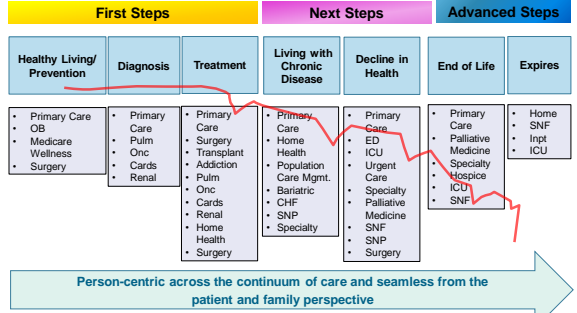 First Steps
Next Steps
Advanced Steps
Healthy Living/
Prevention
Diagnosis
Treatment
Living with
Chronic
Disease
Decline in
Health
End of Life
Expires
• Primary Care
• OB
• Medicare
Wellness
• Surgery
• Primary
Care
• Pulm
• Onc
• Cards
• Renal
• Primary
Care
• Surgery
• Transplant
• Addiction
• Pulm
• Onc
• Cards
• Renal
• Home
Health
• Surgery
• Primary
Care
• Home
Health
• Population
Care Mgmt.
• Bariatric
• CHF
• SNP
• Specialty
• Primary
Care
• ED
• ICU
• Urgent
Care
• Specialty
• Palliative
Medicine
• SNF
• SNP
• Surgery
• Primary
Care
• Palliative
Medicine
• Specialty
• Hospice
• ICU
• SNF
• Home
• SNF
• Inpt
• ICU
Person-centric across the continuum of care and seamless from the
patient and family perspective